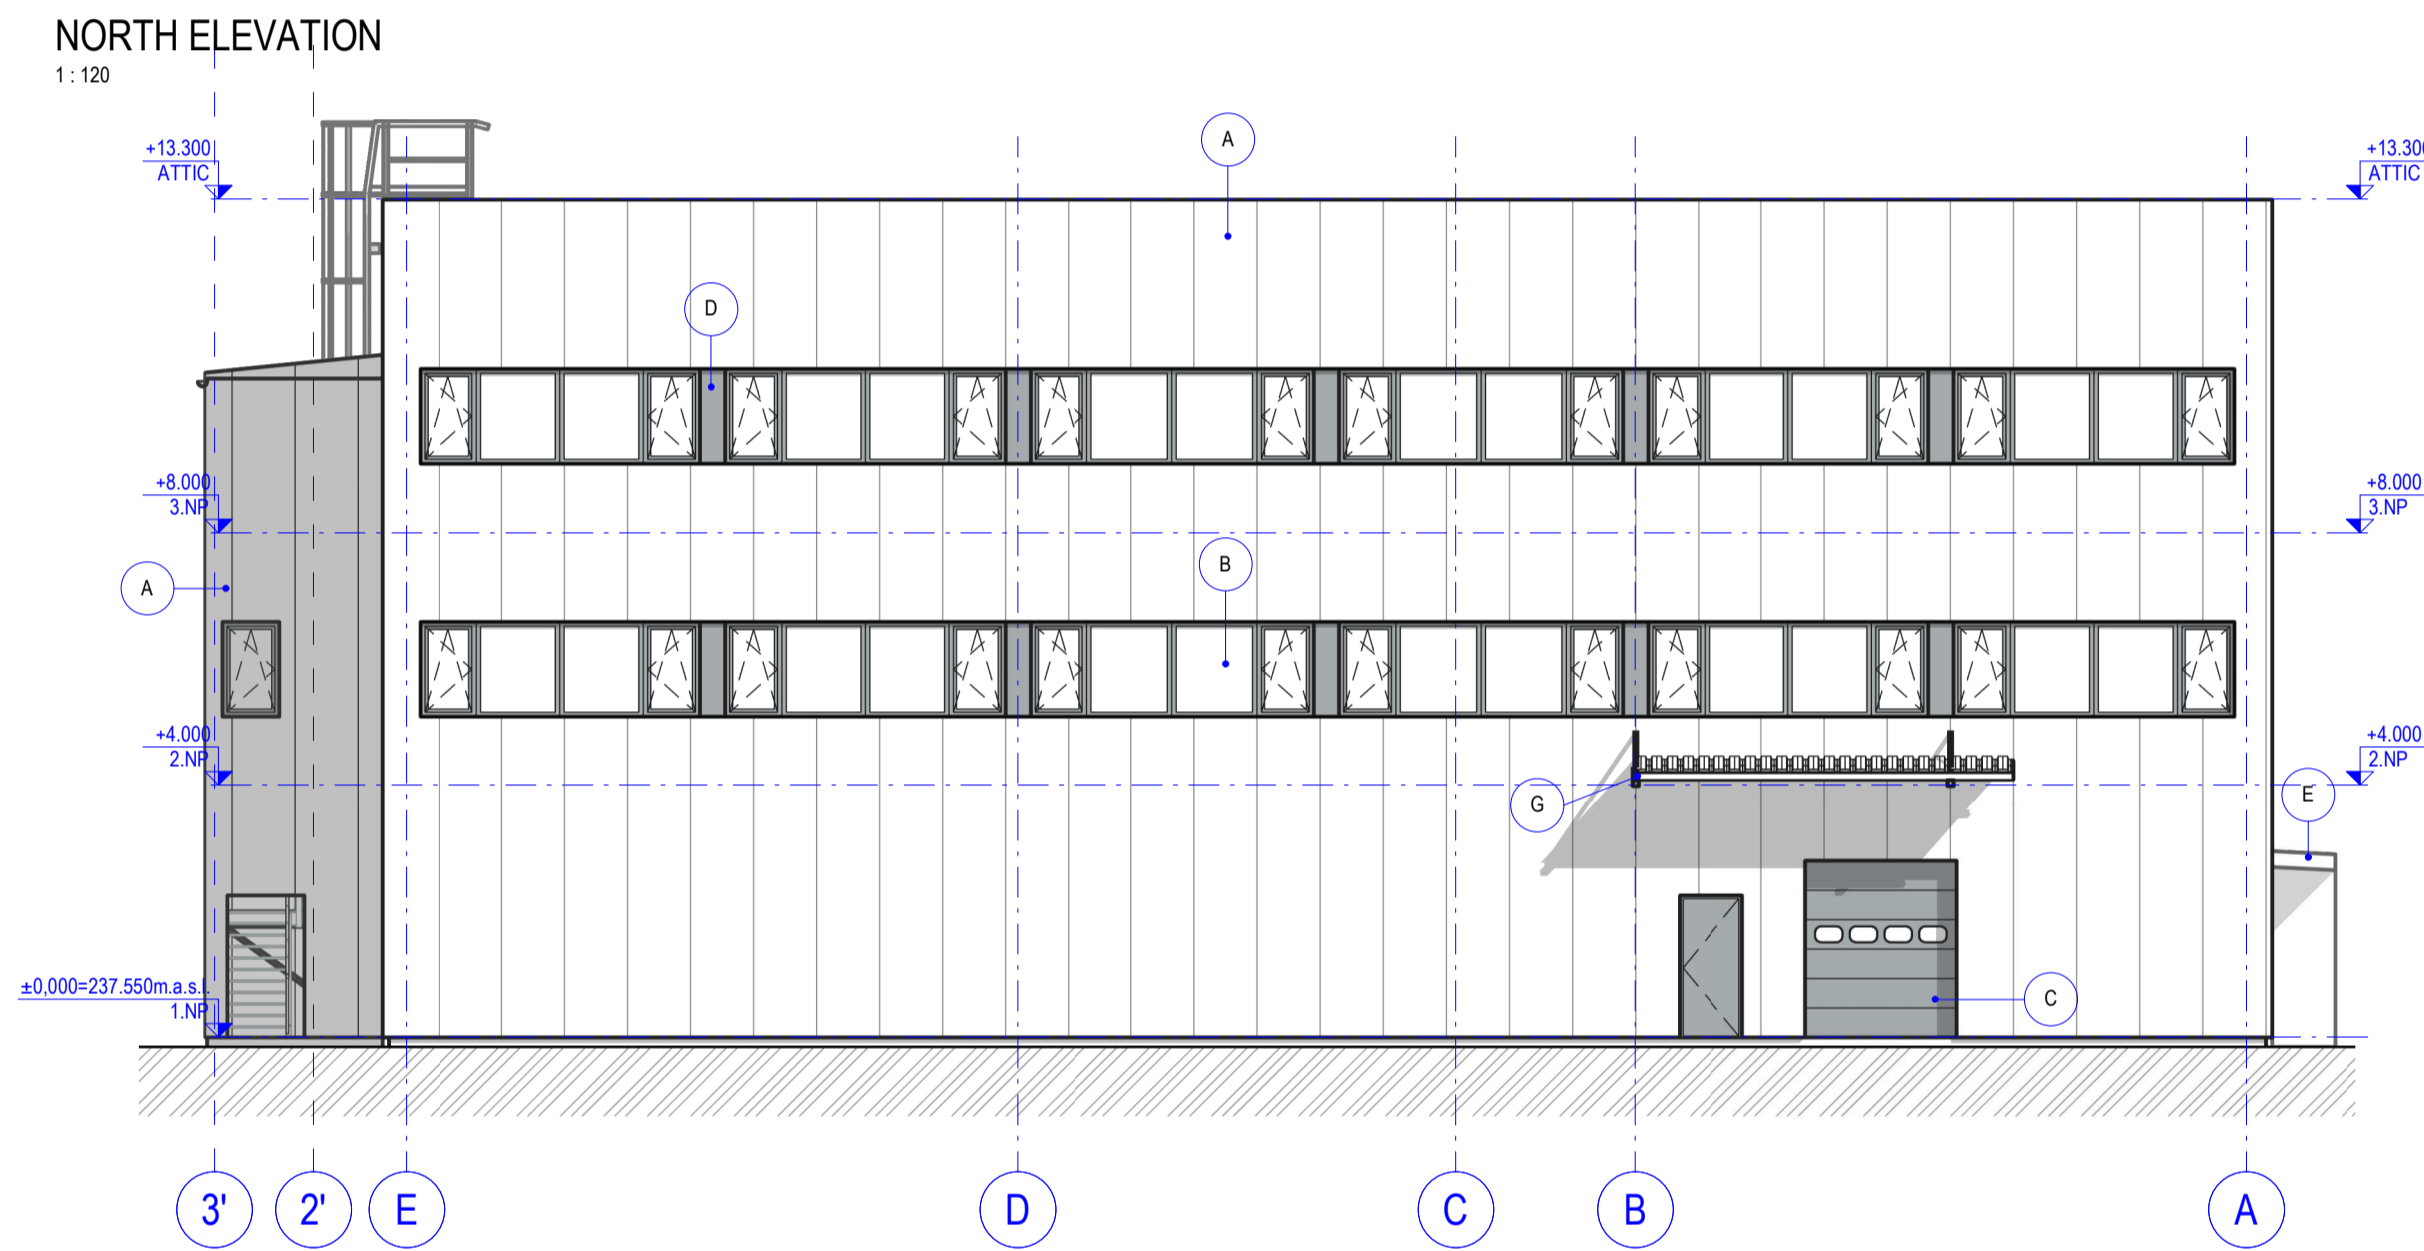 NORTH ELEVATION
1 : 120
A
+13.300
ATTIC
+13.300
ATTIC
D
+8.000
3.NP
+8.000
3.NP
B
A
+4.000
2.NP
+4.000
2.NP
G
E
±0,000=237.550m.a.s.l.
1.NP
C
3'
2'
E
D
C
B
A